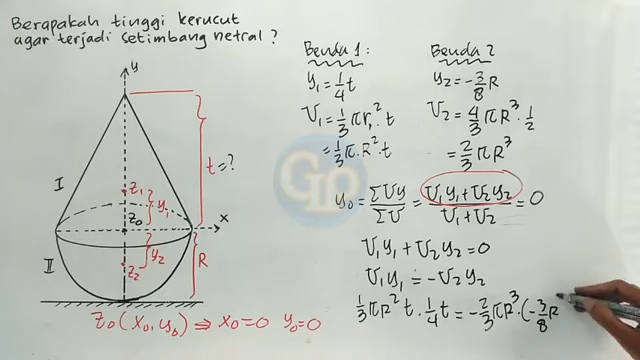 Berapakah tinggi kerucut
agar terjadi setimbang netral?
y
I
t=?
z₁
y₁
z₀
x
y₂
II
z₂
R
z₀(x₀, y₀) ⇒ x₀=0 y₀=0
Benda 1:
y₁=1/4 t
V₁=1/3 πr₁².t
=1/3 π.R²t
Benda 2
y₂=-3/8 R
V₂=4/3 πR³.1/2
=2/3 πR³
y₀=ΣVy/ΣV=(V₁y₁+V₂y₂)/(V₁+V₂)=0
V₁y₁+V₂y₂=0
V₁y₁=-V₂y₂
1/3 πR²t.1/4 t=-2/3 πR³.(-3/8 R